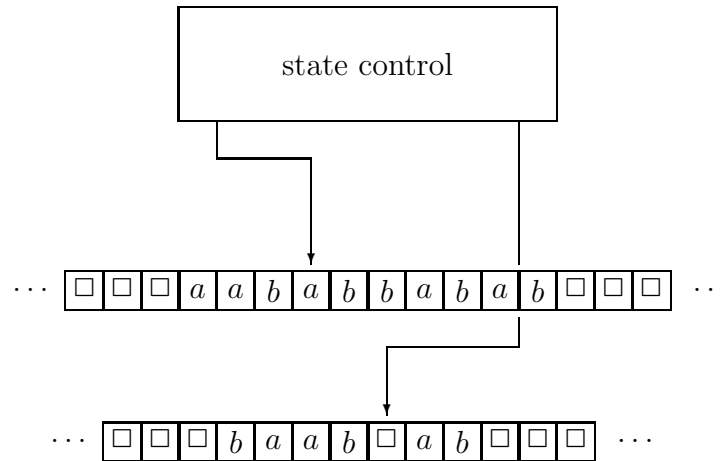 state control
... □ □ □ a a b a b b a b a b □ □ □ ..
... □ □ □ b a a b □ a b □ □ □ ...